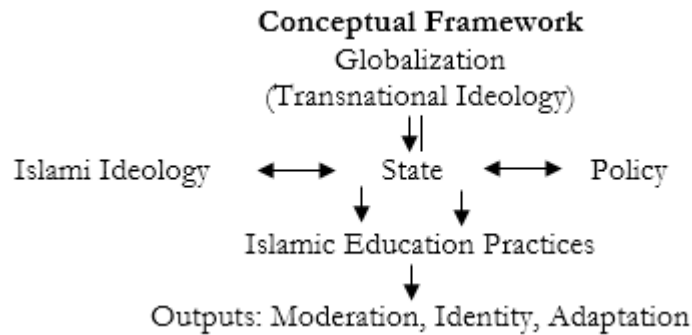 Conceptual Framework
Globalization
(Transnational Ideology)
Islami Ideology State Policy
Islamic Education Practices
Outputs: Moderation, Identity, Adaptation